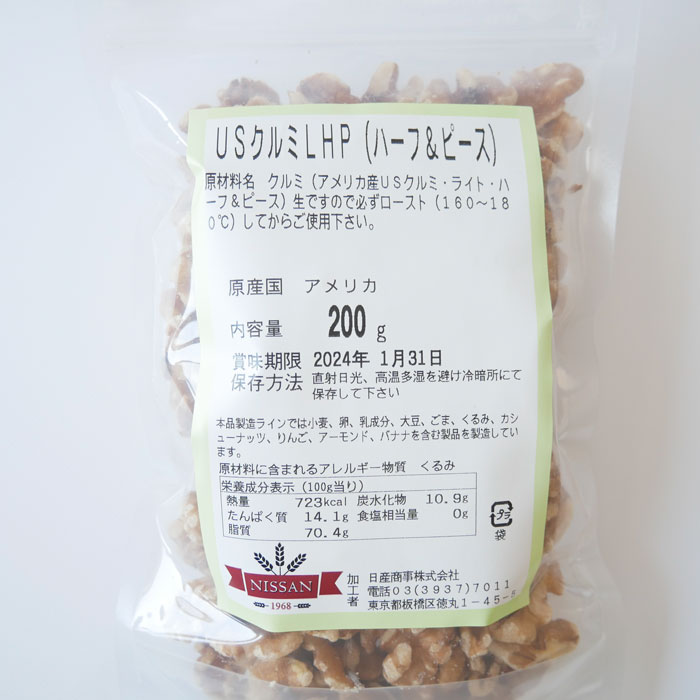 USクルミLHP(ハーフ&ピース)
原材料名 クルミ(アメリカ産USクルミ・ライト・ハ
ーフ&ピース)生ですので必ずロースト(160~18
0℃)してからご使用下さい。
原産国 アメリカ
内容量 200g
賞味期限 2024年 1月31日
保存方法 直射日光、高温多湿を避け冷暗所にて
保存して下さい
本品製造ラインでは小麦、卵、乳成分、大豆、ごま、くるみ、カシ
ューナッツ、りんご、アーモンド、バナナを含む製品を製造してい
ます。
原材料に含まれるアレルギー物質 くるみ
栄養成分表示(100g当り)
熱量 723kcal 炭水化物 10.9g
たんぱく質 14.1g 食塩相当量 0g
脂質 70.4g
プラ
袋
NISSAN
1968
加工者
日産商事株式会社
電話03(3937)7011
東京都板橋区徳丸1-45-